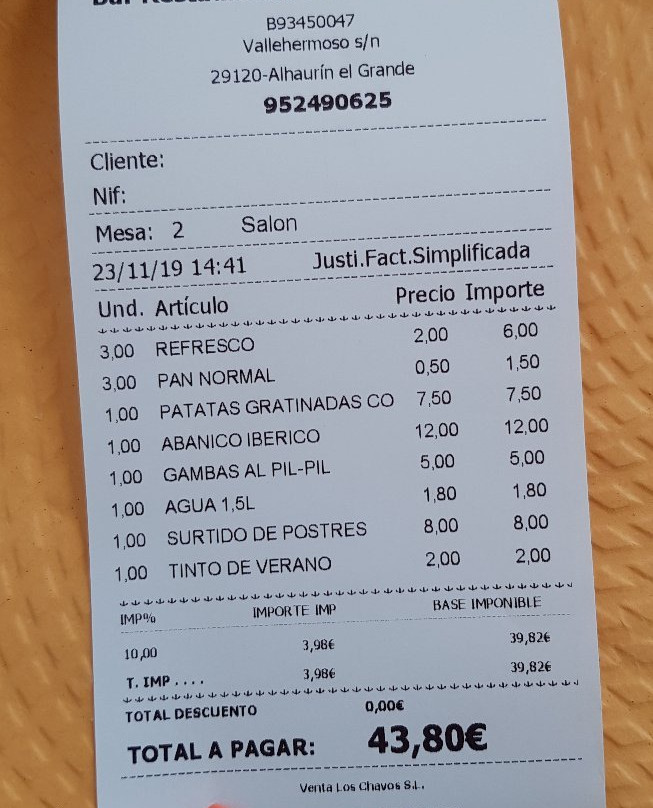 B93450047
Vallehermoso s/n
29120-Alhaurín el Grande
952490625
Cliente:
Nif:
Mesa: 2 Salon
23/11/19 14:41 Justi.Fact.Simplificada
Und. Artículo Precio Importe
3,00 REFRESCO 2,00 6,00
3,00 PAN NORMAL 0,50 1,50
1,00 PATATAS GRATINADAS CO 7,50 7,50
1,00 ABANICO IBERICO 12,00 12,00
1,00 GAMBAS AL PIL-PIL 5,00 5,00
1,00 AGUA 1,5L 1,80 1,80
1,00 SURTIDO DE POSTRES 8,00 8,00
1,00 TINTO DE VERANO 2,00 2,00
IMP% IMPORTE IMP BASE IMPONIBLE
10,00 3,98€ 39,82€
T. IMP .... 3,98€ 39,82€
TOTAL DESCUENTO 0,00€
TOTAL A PAGAR: 43,80€
Venta Los Chavos S.L.